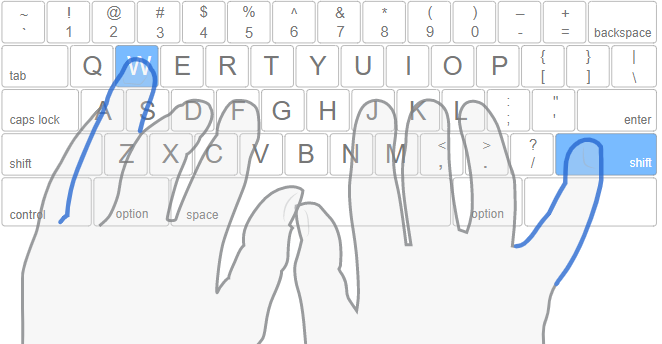 ~ ! @ # $ % ^ & * ( ) – +
` 1 2 3 4 5 6 7 8 9 0 - = backspace
tab Q W E R T Y U I O P { [ } ] | \
caps lock A S D F G H J K L : ; " ' enter
shift Z X C V B N M < , > . ? / shift
control option space option